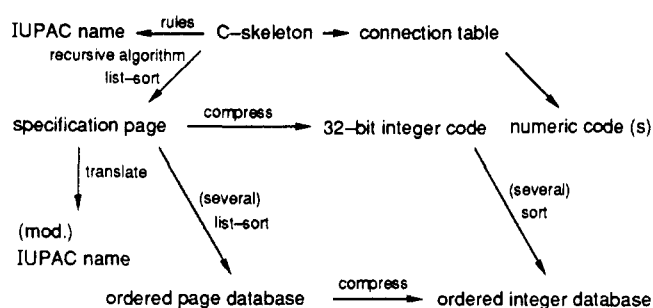 IUPAC name rules C-skeleton connection table
recursive algorithm
list-sort
specification page compress 32-bit integer code numeric code (s)
translate
(several)
list-sort
(several)
sort
(mod.)
IUPAC name
ordered page database compress ordered integer database